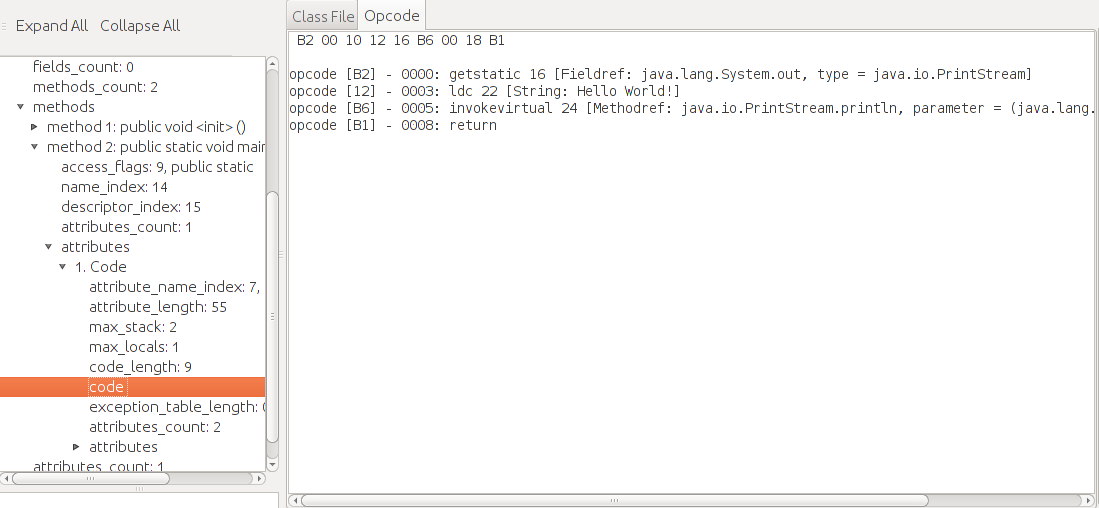 Expand All Collapse All
fields_count: 0
methods_count: 2
methods
method 1: public void <init> ()
method 2: public static void main
access_flags: 9, public static
name_index: 14
descriptor_index: 15
attributes_count: 1
attributes
1. Code
attribute_name_index: 7,
attribute_length: 55
max_stack: 2
max_locals: 1
code_length: 9
code
exception_table_length:
attributes_count: 2
attributes
attributes_count: 1
Class File Opcode
B2 00 10 12 16 B6 00 18 B1
opcode [B2] - 0000: getstatic 16 [Fieldref: java.lang.System.out, type = java.io.PrintStream]
opcode [12] - 0003: ldc 22 [String: Hello World!]
opcode [B6] - 0005: invokevirtual 24 [Methodref: java.io.PrintStream.println, parameter = (java.lang.
opcode [B1] - 0008: return